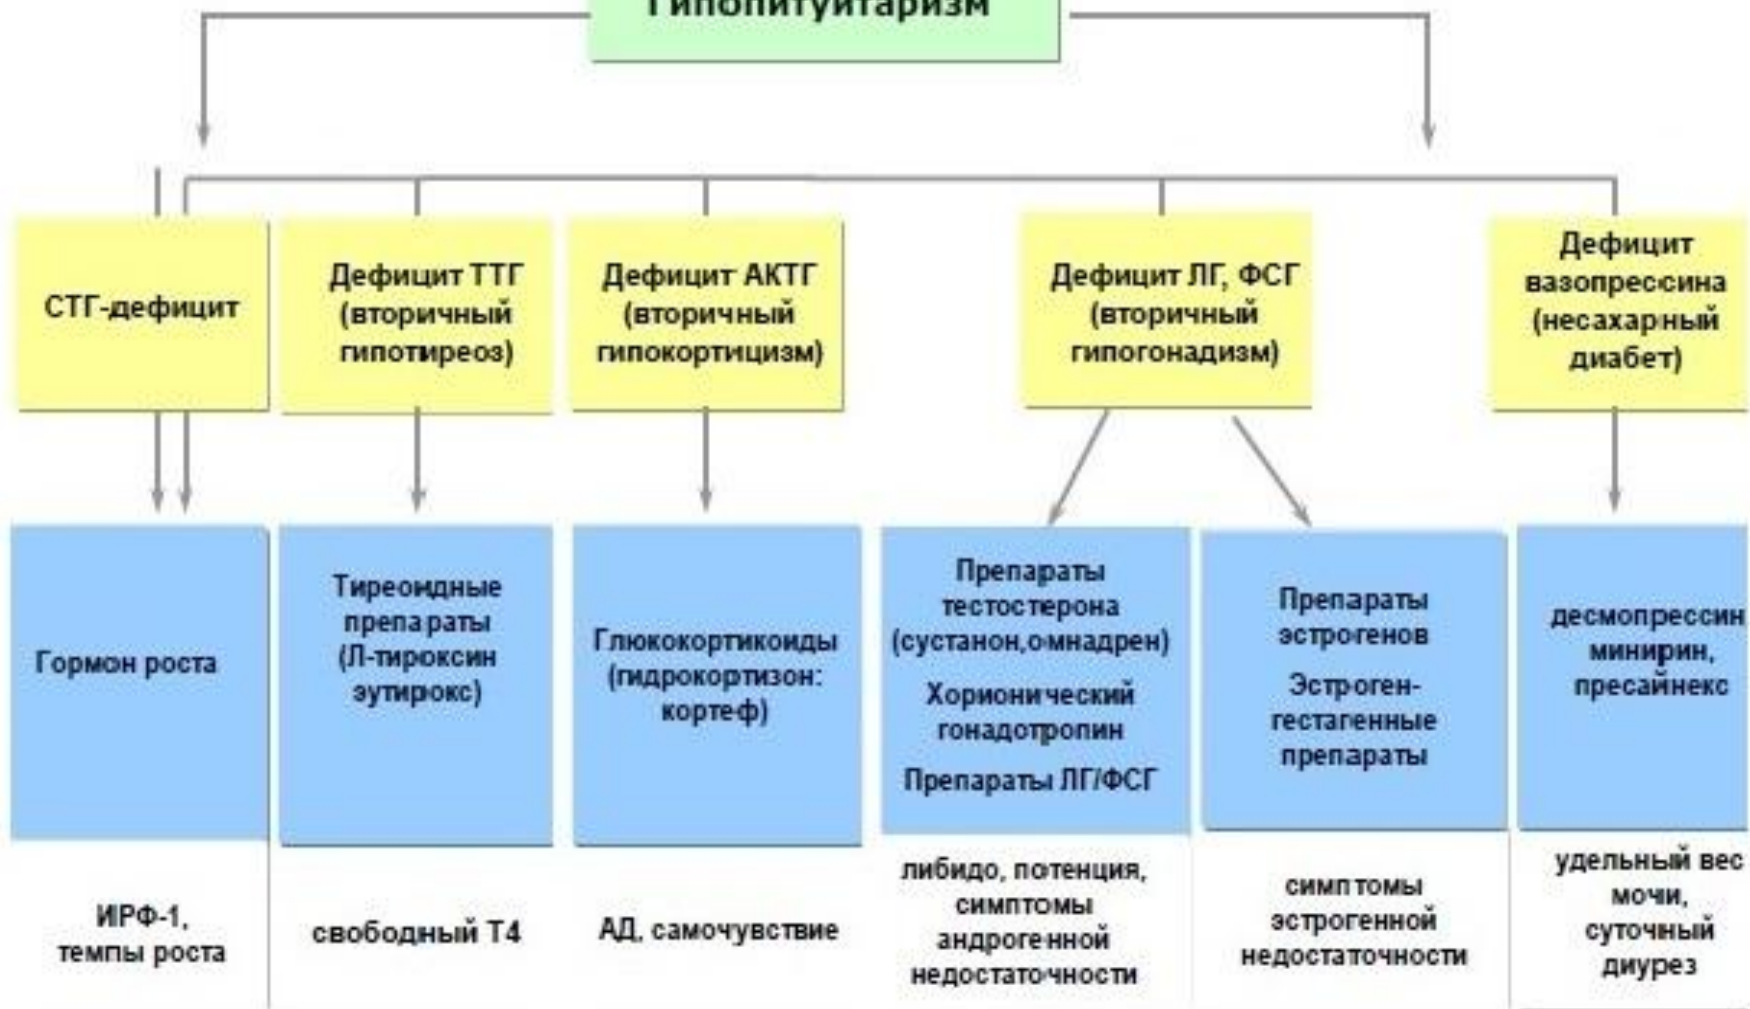 Гипопитуитаризм
СТГ-дефицит
Дефицит ТТГ
(вторичный
гипотиреоз)
Дефицит АКТГ
(вторичный
гипокортицизм)
Дефицит ЛГ, ФСГ
(вторичный
гипогонадизм)
Дефицит
вазопрессина
(несахарный
диабет)
Гормон роста
Тиреоидные
препараты
(Л-тироксин
эутирокс)
Глюкокортикоиды
(гидрокортизон:
кортеф)
Препараты
тестостерона
(сустанон,омнадрен)
Хорионический
гонадотропин
Препараты ЛГ/ФСГ
Препараты
эстрогенов
Эстроген-
гестагенные
препараты
десмопрессин
минирин,
пресайнекс
ИРФ-1,
темпы роста
свободный Т4
АД, самочувствие
либидо, потенция,
симптомы
андрогенной
недостаточности
симптомы
эстрогенной
недостаточности
удельный вес
мочи,
суточный
диурез